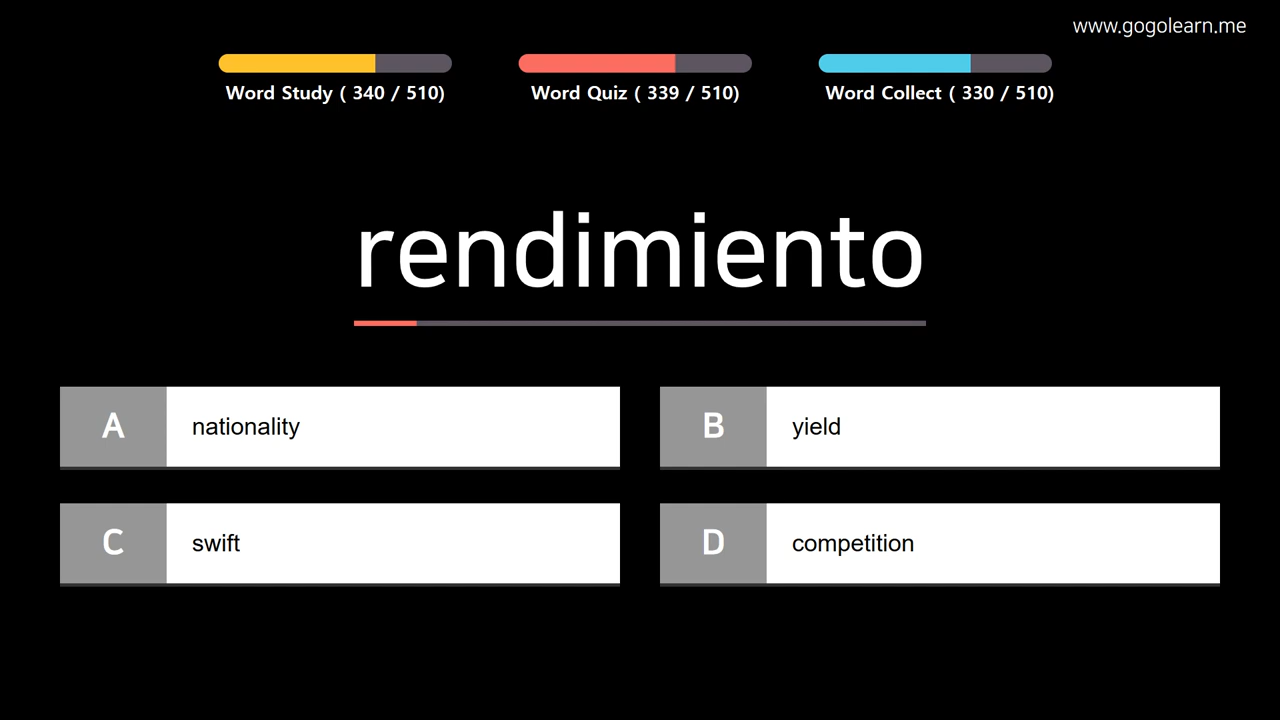 www.gogolearn.me
Word Study ( 340 / 510)
Word Quiz ( 339 / 510)
Word Collect ( 330 / 510)
rendimiento
A nationality
B yield
C swift
D competition